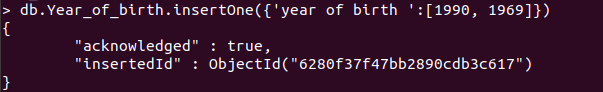 > db.Year_of_birth.insertOne({'year of birth ':[1990, 1969]})
{
        "acknowledged" : true,
        "insertedId" : ObjectId("6280f37f47bb2890cdb3c617")
}